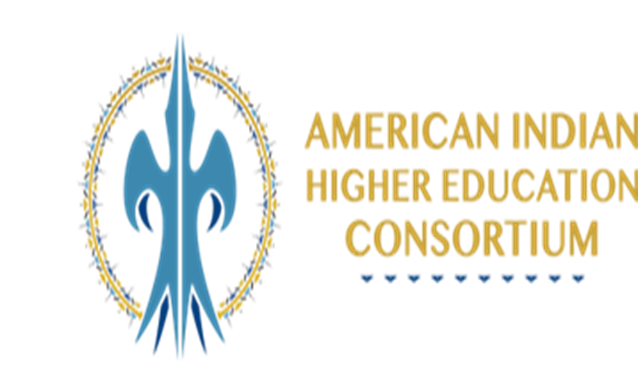 AMERICAN INDIAN
HIGHER EDUCATION
CONSORTIUM